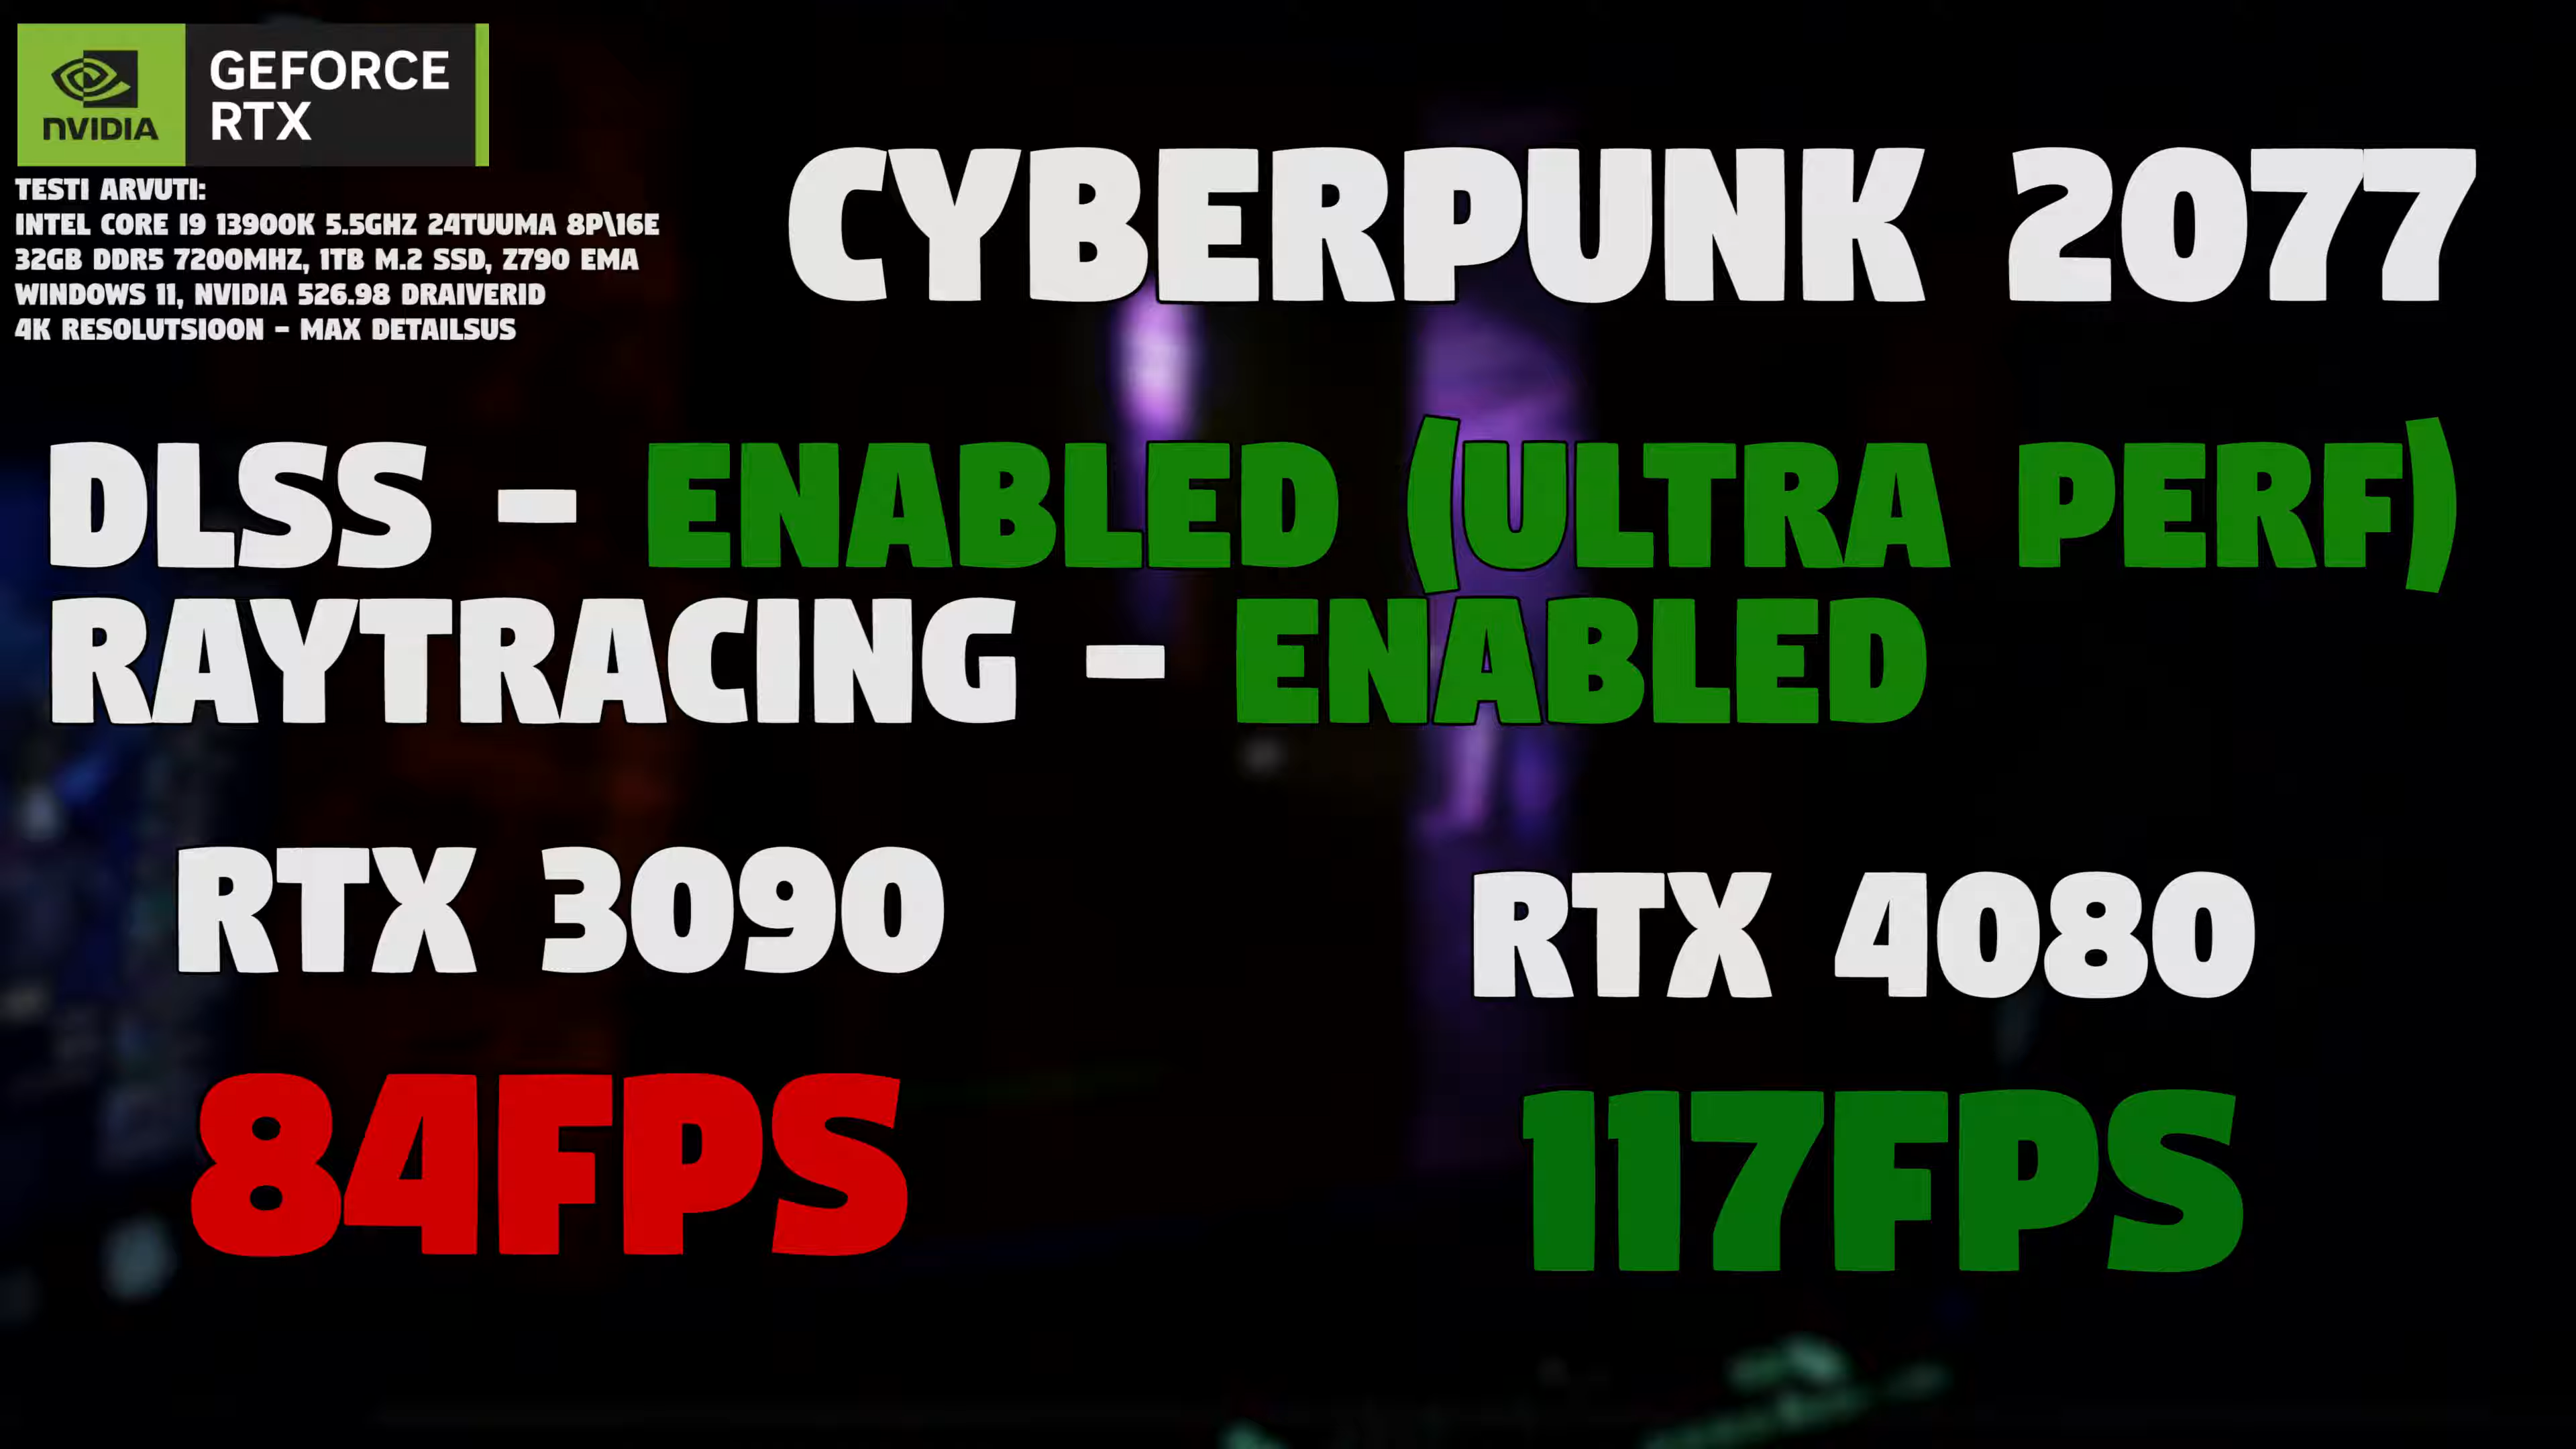 NVIDIA
GEFORCE
RTX
TESTI ARVUTI:
INTEL CORE I9 13900K 5.5GHZ 24TUUMA 8P\16E
32GB DDR5 7200MHZ, 1TB M.2 SSD, Z790 EMA
WINDOWS 11, NVIDIA 526.98 DRAIVERID
4K RESOLUTSIOON - MAX DETAILSUS
CYBERPUNK 2077
DLSS - ENABLED (ULTRA PERF)
RAYTRACING - ENABLED
RTX 3090
RTX 4080
84FPS
117FPS